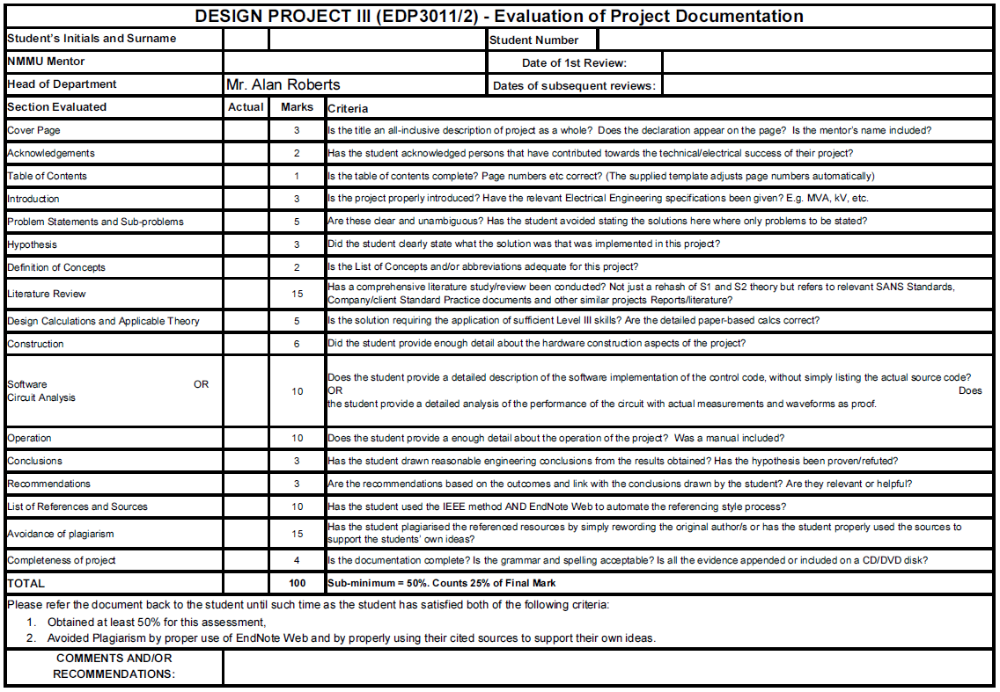 DESIGN PROJECT III (EDP3011/2) - Evaluation of Project Documentation
Student's Initials and Surname
Student Number
NMMU Mentor
Date of 1st Review:
Head of Department
Mr. Alan Roberts
Dates of subsequent reviews:
Section Evaluated Actual Marks Criteria
Cover Page 3 Is the title an all-inclusive description of project as a whole? Does the declaration appear on the page? Is the mentor's name included?
Acknowledgements 2 Has the student acknowledged persons that have contributed towards the technical/electrical success of their project?
Table of Contents 1 Is the table of contents complete? Page numbers etc correct? (The supplied template adjusts page numbers automatically)
Introduction 3 Is the project properly introduced? Have the relevant Electrical Engineering specifications been given? E.g. MVA, kV, etc.
Problem Statements and Sub-problems 5 Are these clear and unambiguous? Has the student avoided stating the solutions here where only problems to be stated?
Hypothesis 3 Did the student clearly state what the solution was that was implemented in this project?
Definition of Concepts 2 Is the List of Concepts and/or abbreviations adequate for this project?
Literature Review 15 Has a comprehensive literature study/review been conducted? Not just a rehash of S1 and S2 theory but refers to relevant SANS Standards,
Company/client Standard Practice documents and other similar projects Reports/literature?
Design Calculations and Applicable Theory 5 Is the solution requiring the application of sufficient Level III skills? Are the detailed paper-based calcs correct?
Construction 6 Did the student provide enough detail about the hardware construction aspects of the project?
Software OR
Circuit Analysis
10
Does the student provide a detailed description of the software implementation of the control code, without simply listing the actual source code?
OR Does
the student provide a detailed analysis of the performance of the circuit with actual measurements and waveforms as proof.
Operation 10 Does the student provide a enough detail about the operation of the project? Was a manual included?
Conclusions 3 Has the student drawn reasonable engineering conclusions from the results obtained? Has the hypothesis been proven/refuted?
Recommendations 3 Are the recommendations based on the outcomes and link with the conclusions drawn by the student? Are they relevant or helpful?
List of References and Sources 10 Has the student used the IEEE method AND EndNote Web to automate the referencing style process?
Avoidance of plagiarism 15 Has the student plagiarised the referenced resources by simply rewording the original author/s or has the student properly used the sources to
support the students' own ideas?
Completeness of project 4 Is the documentation complete? Is the grammar and spelling acceptable? Is all the evidence appended or included on a CD/DVD disk?
TOTAL 100 Sub-minimum = 50%. Counts 25% of Final Mark
Please refer the document back to the student until such time as the student has satisfied both of the following criteria:
1. Obtained at least 50% for this assessment,
2. Avoided Plagiarism by proper use of EndNote Web and by properly using their cited sources to support their own ideas.
COMMENTS AND/OR
RECOMMENDATIONS: